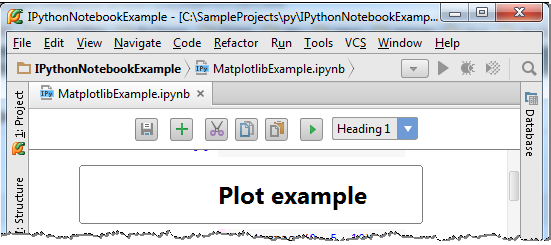 IPythonNotebookExample - [C:\SampleProjects\py\IPythonNotebookExamp...
File Edit View Navigate Code Refactor Run Tools VCS Window Help
IPythonNotebookExample MatplotlibExample.ipynb
MatplotlibExample.ipynb
Heading 1
1: Project
Structure
Database
Plot example